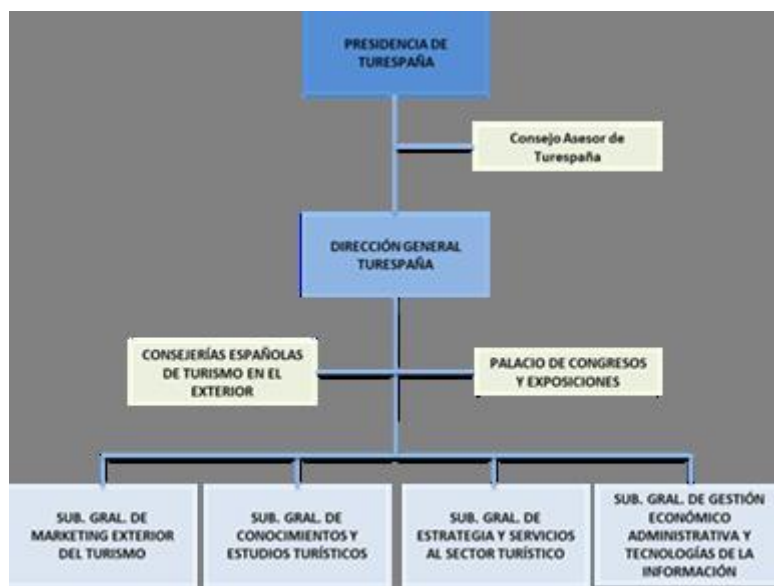 PRESIDENCIA DE
TURESPAÑA
Consejo Asesor de
Turespaña
DIRECCIÓN GENERAL
TURESPAÑA
CONSEJERÍAS ESPAÑOLAS
DE TURISMO EN EL
EXTERIOR
PALACIO DE CONGRESOS
Y EXPOSICIONES
SUB. GRAL. DE
MARKETING EXTERIOR
DEL TURISMO
SUB. GRAL. DE
CONOCIMIENTOS Y
ESTUDIOS TURÍSTICOS
SUB. GRAL. DE
ESTRATEGIA Y SERVICIOS
AL SECTOR TURÍSTICO
SUB. GRAL. DE GESTIÓN
ECONÓMICO
ADMINISTRATIVA Y
TECNOLOGÍAS DE LA
INFORMACIÓN